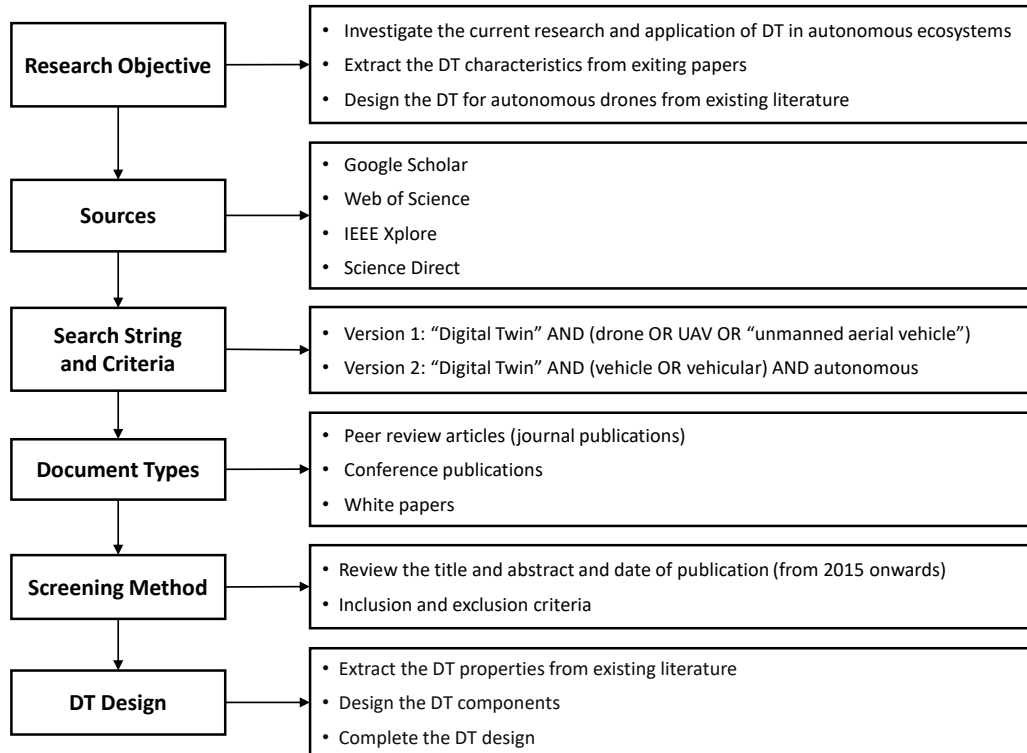 Research Objective
• Investigate the current research and application of DT in autonomous ecosystems
• Extract the DT characteristics from exiting papers
• Design the DT for autonomous drones from existing literature
Sources
• Google Scholar
• Web of Science
• IEEE Xplore
• Science Direct
Search String
and Criteria
• Version 1: “Digital Twin” AND (drone OR UAV OR “unmanned aerial vehicle”)
• Version 2: “Digital Twin” AND (vehicle OR vehicular) AND autonomous
Document Types
• Peer review articles (journal publications)
• Conference publications
• White papers
Screening Method
• Review the title and abstract and date of publication (from 2015 onwards)
• Inclusion and exclusion criteria
DT Design
• Extract the DT properties from existing literature
• Design the DT components
• Complete the DT design